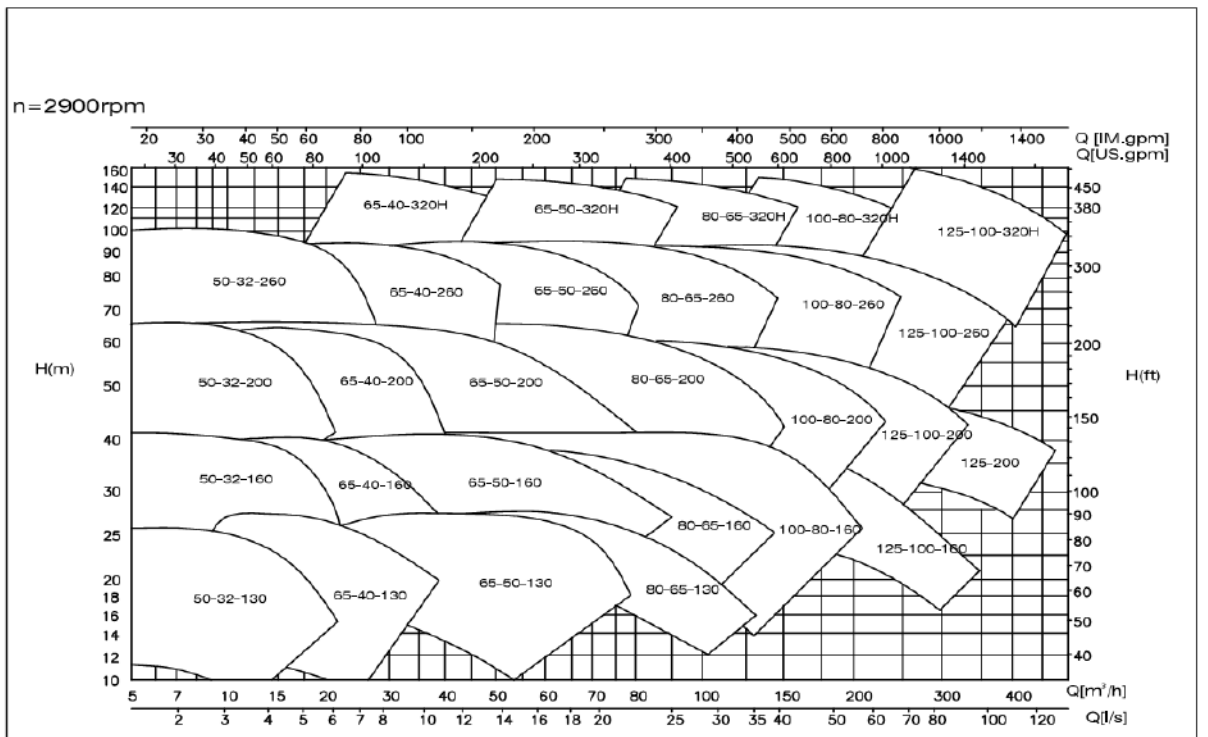 n=2900rpm
20 30 40 50 60 80 100 200 300 400 500 600 800 1000 1400 Q [IM.gpm]
30 40 50 60 80 100 200 300 400 500 600 800 1000 1400 Q[US.gpm]
160
140 450
120 380
100
90 300
80
70
60 200
H(m) H(ft)
50
40 150
30 100
90
25 80
70
20
18 60
16 50
14
12 40
10
65-40-320H 65-50-320H 80-65-320H 100-80-320H 125-100-320H
50-32-260 65-40-260 65-50-260 80-65-260 100-80-260 125-100-260
50-32-200 65-40-200 65-50-200 80-65-200 100-80-200 125-100-200 125-200
50-32-160 65-40-160 65-50-160 80-65-160 100-80-160 125-100-160
50-32-130 65-40-130 65-50-130 80-65-130
5 7 10 15 20 30 40 50 60 70 80 100 150 200 300 400 Q[m³/h]
2 3 4 5 6 7 8 10 12 14 16 18 20 25 30 35 40 50 60 70 80 100 120 Q[l/s]